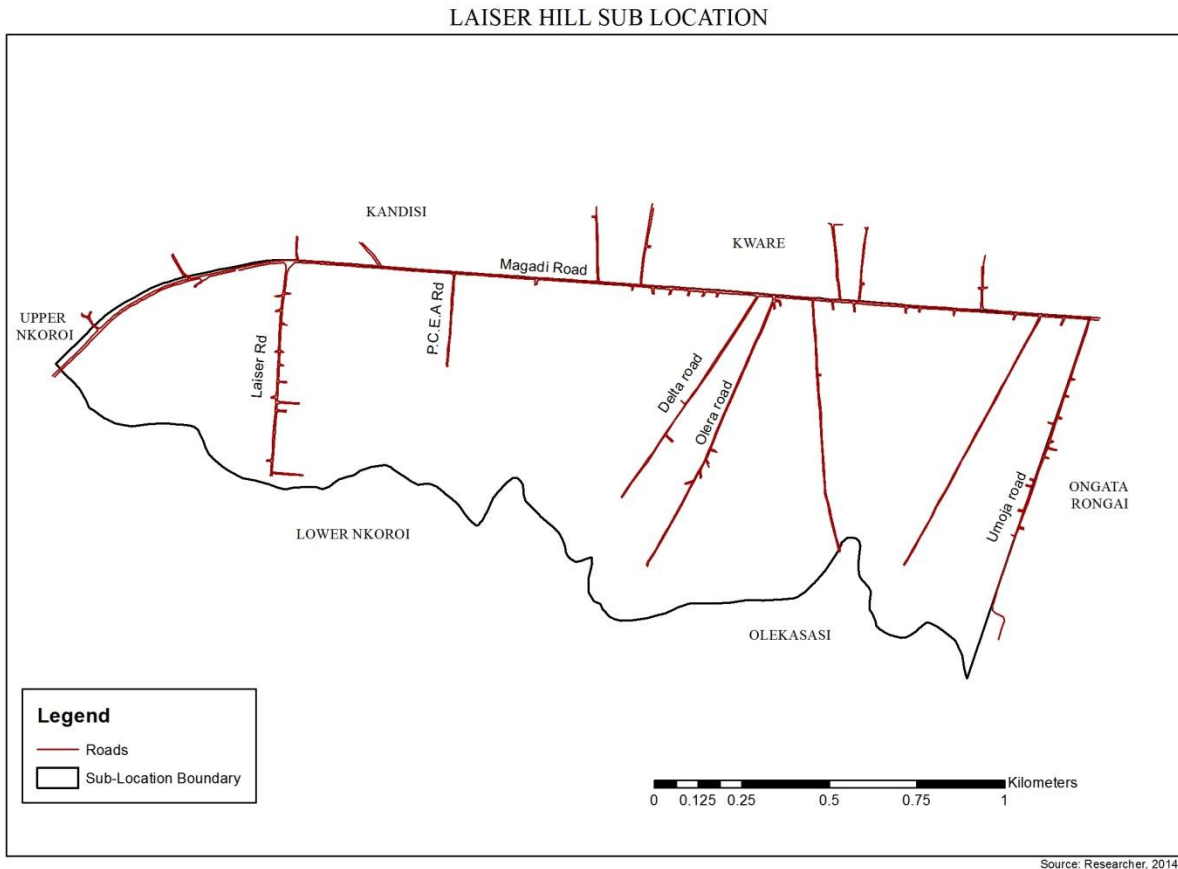 LAISER HILL SUB LOCATION
KANDISI
KWARE
Magadi Road
UPPER
NKOROI
Laiser Rd
P.C.E.A Rd
Delta road
Olera road
Umoja road
ONGATA
RONGAI
LOWER NKOROI
OLEKASASI
Legend
Roads
Sub-Location Boundary
Kilometers
0 0.125 0.25 0.5 0.75 1
Source: Researcher, 2014